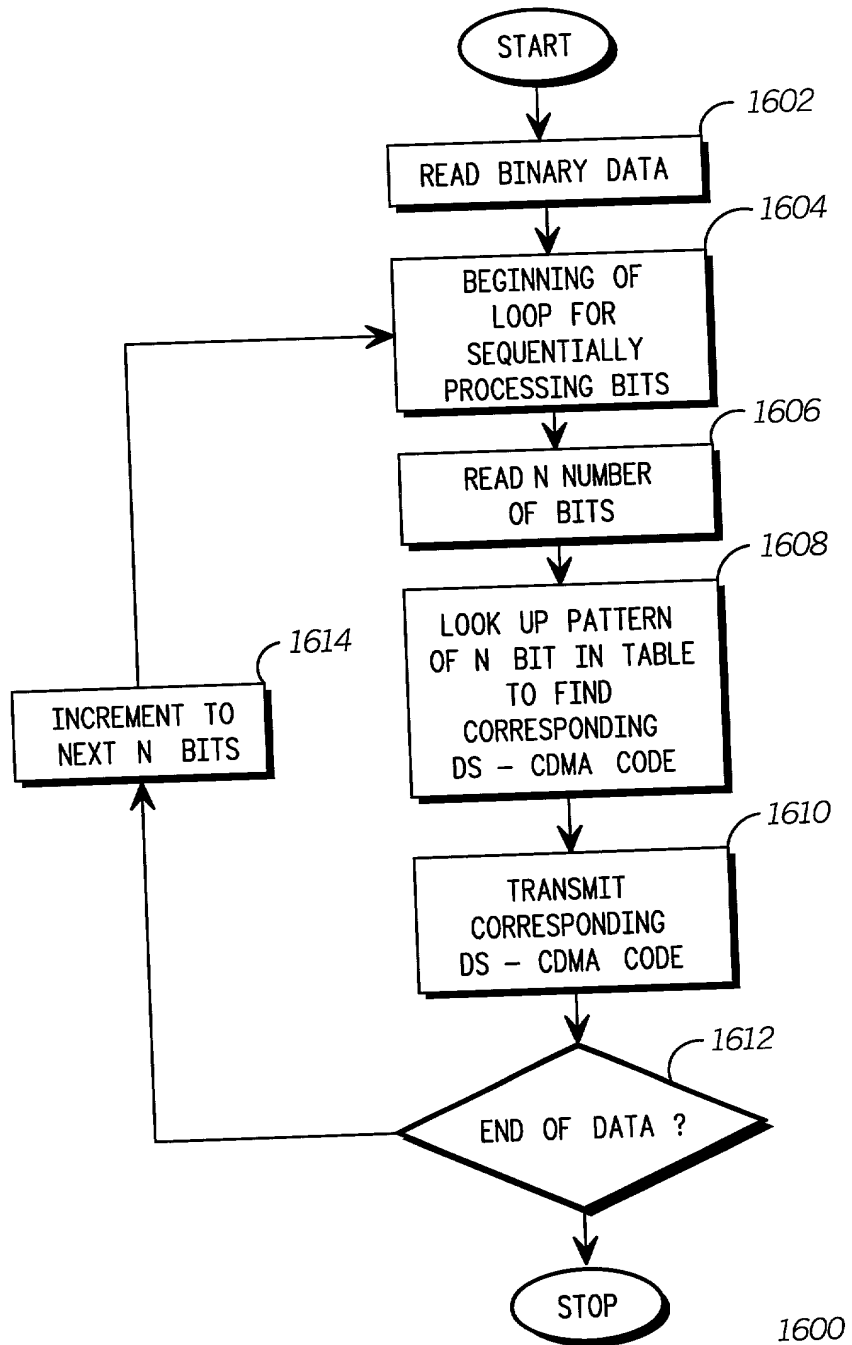 START
1602
READ BINARY DATA
1604
BEGINNING OF
LOOP FOR
SEQUENTIALLY
PROCESSING BITS
1606
READ N NUMBER
OF BITS
1608
LOOK UP PATTERN
OF N BIT IN TABLE
TO FIND
CORRESPONDING
DS - CDMA CODE
1614
INCREMENT TO
NEXT N BITS
1610
TRANSMIT
CORRESPONDING
DS - CDMA CODE
1612
END OF DATA ?
STOP
1600